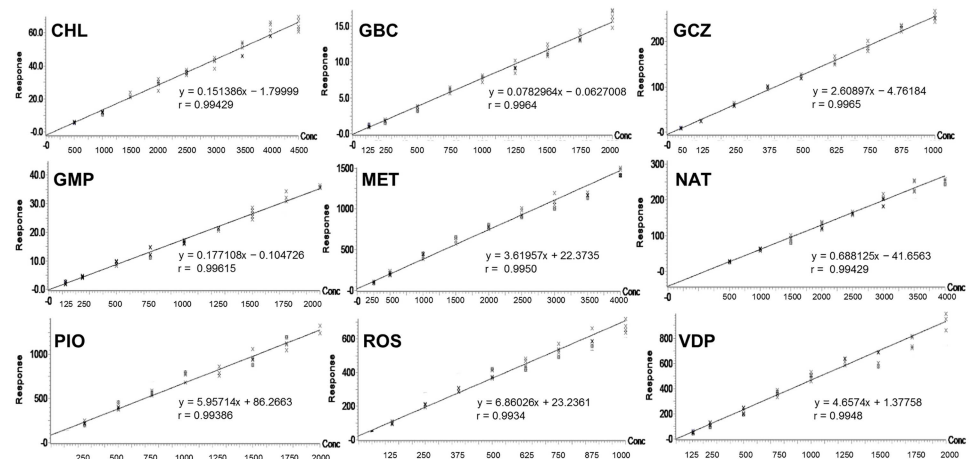 CHL
Response
60.0
40.0
20.0
-0.0
y = 0.151386x − 1.79999
r = 0.99429
Conc
-0
500 1000 1500 2000 2500 3000 3500 4000 4500
GBC
Response
15.0
10.0
5.0
-0.0
y = 0.0782964x − 0.0627008
r = 0.9964
Conc
-0
125 250 500 750 1000 1250 1500 1750 2000
GCZ
Response
200
100
-0
y = 2.60897x − 4.76184
r = 0.9965
Conc
-0
50 125 250 375 500 625 750 875 1000
GMP
Response
40.0
30.0
20.0
10.0
-0.0
y = 0.177108x − 0.104726
r = 0.99615
Conc
-0
125 250 500 750 1000 1250 1500 1750 2000
MET
Response
1500
1000
500
-0
y = 3.61957x + 22.3735
r = 0.9950
Conc
-0
250 500 1000 1500 2000 2500 3000 3500 4000
NAT
Response
300
200
100
-0
y = 0.688125x − 41.6563
r = 0.99429
Conc
-0
500 1000 1500 2000 2500 3000 3500 4000
PIO
Response
1000
500
-0
y = 5.95714x + 86.2663
r = 0.99386
Conc
250 500 750 1000 1250 1500 1750 2000
ROS
Response
600
400
200
-0
y = 6.86026x + 23.2361
r = 0.9934
Conc
125 250 375 500 625 750 875 1000
VDP
Response
800
600
400
200
-0
y = 4.6574x + 1.37758
r = 0.9948
Conc
125 250 500 750 1000 1250 1500 1750 2000